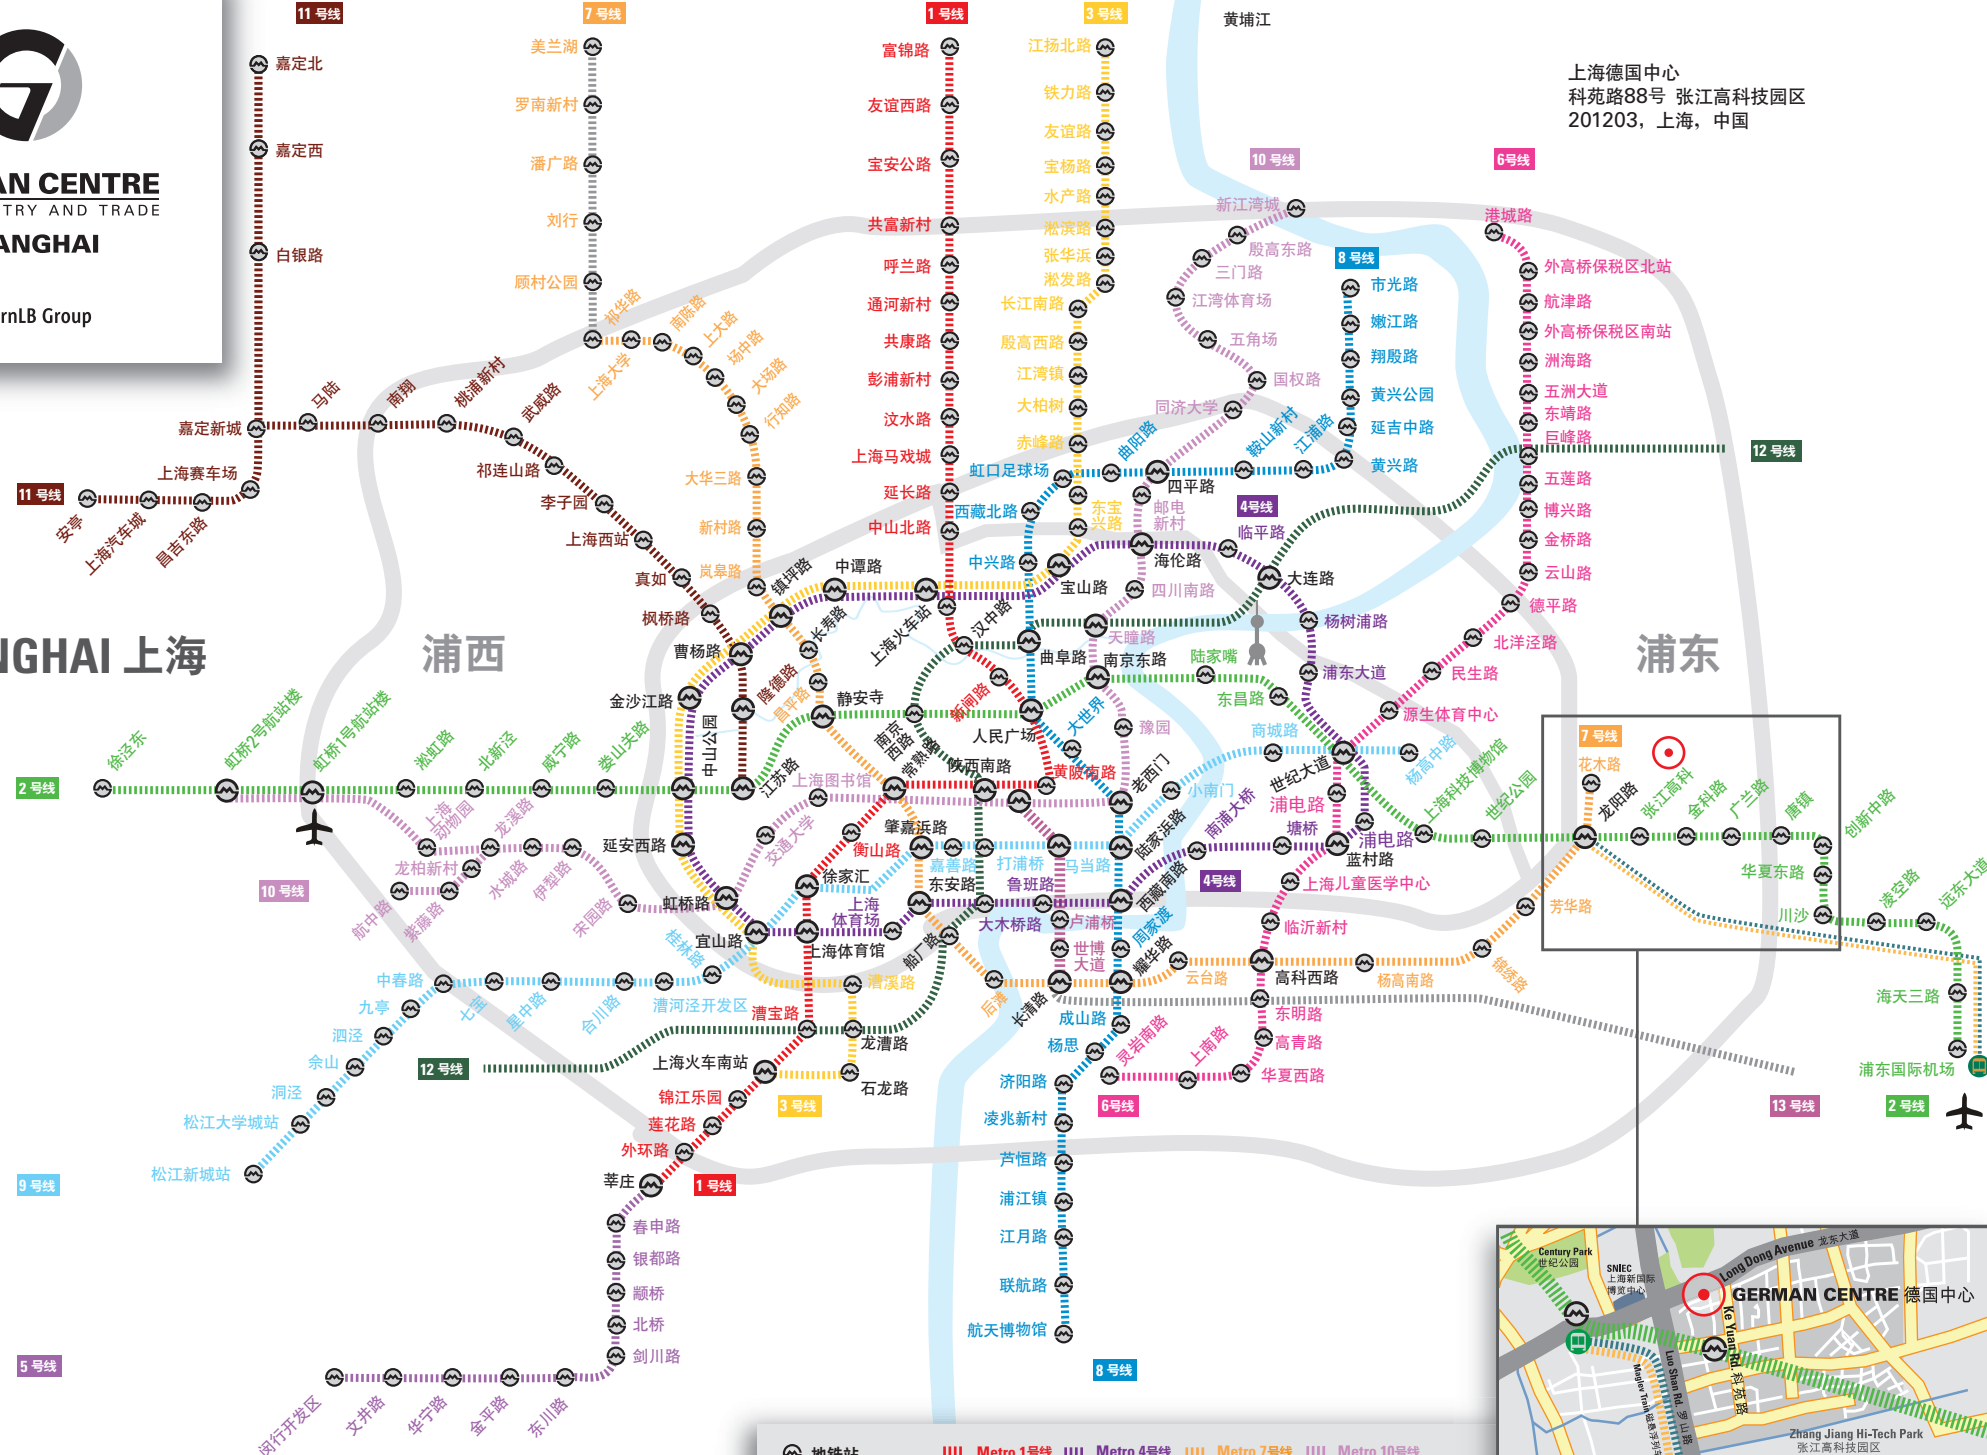 11 号线
7 号线
1 号线
3 号线
黄埔江
AN CENTRE
TRY AND TRADE
ANGHAI
rnLB Group
上海德国中心
科苑路88号 张江高科技园区
201203，上海，中国
10 号线
6号线
8 号线
嘉定北
嘉定西
白银路
嘉定新城
上海赛车场
11 号线
安亭
上海汽车城
昌吉东路
马陆
南翔
桃浦新村
武威路
祁连山路
李子园
上海西站
真如
枫桥路
曹杨路
隆德路
江苏路
美兰湖
罗南新村
潘广路
刘行
顾村公园
祁华路
上海大学
南陈路
上大路
场中路
大场路
行知路
大华三路
新村路
岚皋路
镇坪路
长寿路
昌平路
静安寺
富锦路
友谊西路
宝安公路
共富新村
呼兰路
通河新村
共康路
彭浦新村
汶水路
上海马戏城
延长路
中山北路
上海火车站
汉中路
新闸路
人民广场
黄陂南路
陕西南路
常熟路
衡山路
徐家汇
上海体育馆
漕宝路
上海火车南站
锦江乐园
莲花路
外环路
莘庄
1 号线
江扬北路
铁力路
友谊路
宝杨路
水产路
淞滨路
张华浜
淞发路
长江南路
殷高西路
江湾镇
大柏树
赤峰路
虹口足球场
东宝
兴路
宝山路
中谭路
金沙江路
中山公园
延安西路
虹桥路
宜山路
漕溪路
龙漕路
石龙路
3 号线
新江湾城
殷高东路
三门路
江湾体育场
五角场
国权路
同济大学
四平路
邮电
新村
海伦路
四川南路
天瞳路
南京东路
豫园
老西门
上海图书馆
交通大学
市光路
嫩江路
翔殷路
黄兴公园
延吉中路
黄兴路
江浦路
鞍山新村
曲阳路
西藏北路
中兴路
曲阜路
大世界
陆家浜路
西藏南路
周家渡
耀华路
成山路
杨思
济阳路
凌兆新村
芦恒路
浦江镇
江月路
联航路
航天博物馆
8 号线
港城路
外高桥保税区北站
航津路
外高桥保税区南站
洲海路
五洲大道
东靖路
巨峰路
五莲路
博兴路
金桥路
云山路
德平路
北洋泾路
民生路
源生体育中心
世纪大道
浦电路
蓝村路
上海儿童医学中心
临沂新村
高科西路
东明路
高青路
华夏西路
上南路
灵岩南路
6号线
12 号线
4号线
临平路
大连路
杨树浦路
浦东大道
浦电路
塘桥
南浦大桥
4号线
鲁班路
大木桥路
东安路
上海
体育场
NGHAI 上海
浦西
浦东
2 号线
徐泾东
虹桥2号航站楼
虹桥1号航站楼
淞虹路
北新泾
威宁路
娄山关路
南京
西路
陆家嘴
东昌路
上海科技博物馆
世纪公园
龙阳路
张江高科
金科路
广兰路
唐镇
创新中路
华夏东路
川沙
凌空路
远东大道
海天三路
浦东国际机场
2 号线
13 号线
7 号线
花木路
芳华路
锦绣路
杨高南路
云台路
长清路
后滩
船厂路
肇嘉浜路
上海
动物园
龙溪路
龙柏新村
水城路
伊犁路
宋园路
航中路
紫藤路
10 号线
商城路
杨高中路
小南门
马当路
打浦桥
嘉善路
卢浦桥
世博
大道
桂林路
漕河泾开发区
合川路
星中路
七宝
中春路
九亭
泗泾
佘山
洞泾
松江大学城站
松江新城站
9 号线
12 号线
春申路
银都路
颛桥
北桥
剑川路
东川路
金平路
华宁路
文井路
闵行开发区
5 号线
Century Park
世纪公园
SNIEC
上海新国际
博览中心
Long Dong Avenue 龙东大道
GERMAN CENTRE 德国中心
Ke Yuan Rd. 科苑路
Luo Shan Rd. 罗山路
Maglev Train 磁悬浮列车
Zhang Jiang Hi-Tech Park
张江高科技园区
地铁站
Metro 1号线
Metro 4号线
Metro 7号线
Metro 10号线